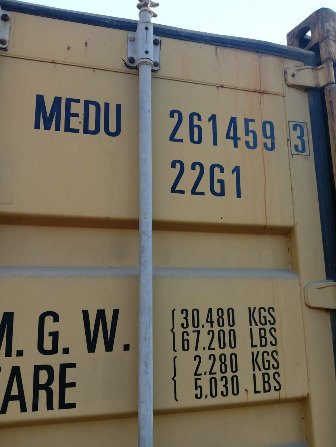 MEDU 261459 3
22G1
M. G. W. 30.480 KGS
67.200 LBS
TARE 2.280 KGS
5.030 LBS